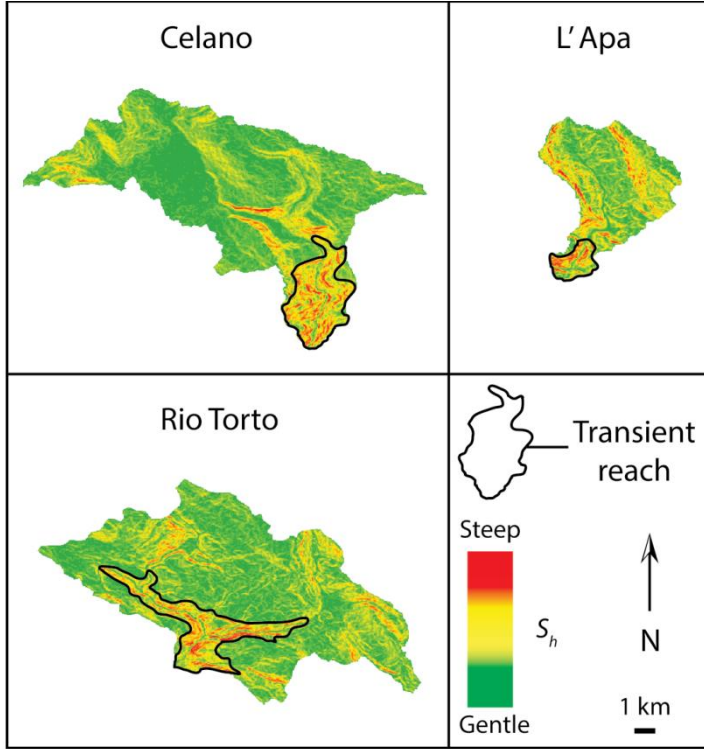 Celano
L' Apa
Rio Torto
Transient
reach
Steep
S_h
Gentle
N
1 km